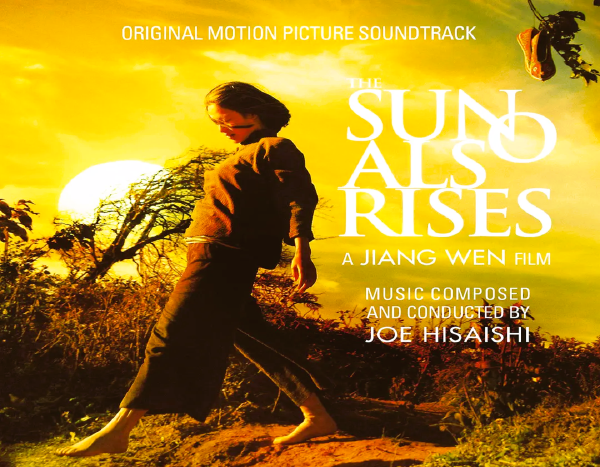 ORIGINAL MOTION PICTURE SOUNDTRACK
THE
SUN
ALSO
RISES
A JIANG WEN FILM
MUSIC COMPOSED
AND CONDUCTED BY
JOE HISAISHI